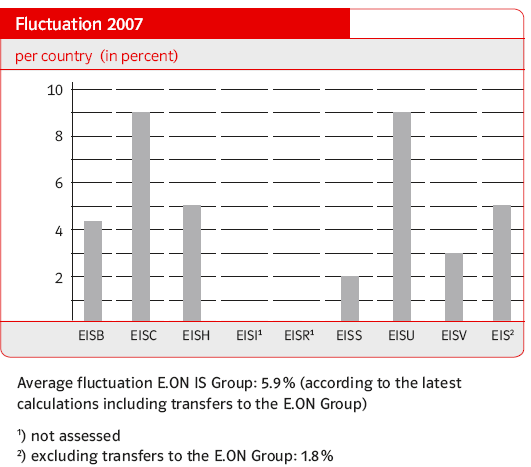 Fluctuation 2007
per country (in percent)
10
8
6
4
2
EISB EISC EISH EISI¹ EISR¹ EISS EISU EISV EIS²
Average fluctuation E.ON IS Group: 5.9 % (according to the latest
calculations including transfers to the E.ON Group)
¹) not assessed
²) excluding transfers to the E.ON Group: 1.8 %